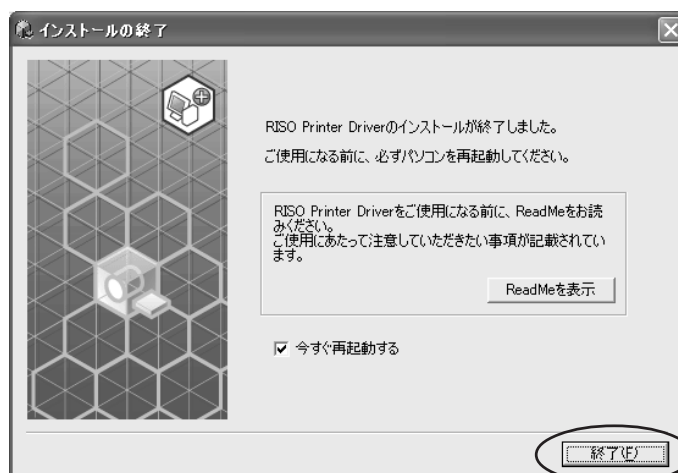 インストールの終了
RISO Printer Driverのインストールが終了しました。
ご使用になる前に、必ずパソコンを再起動してください。
RISO Printer Driverをご使用になる前に、ReadMeをお読
みください。
ご使用にあたって注意していただきたい事項が記載されてい
ます。
ReadMeを表示
今すぐ再起動する
終了(F)